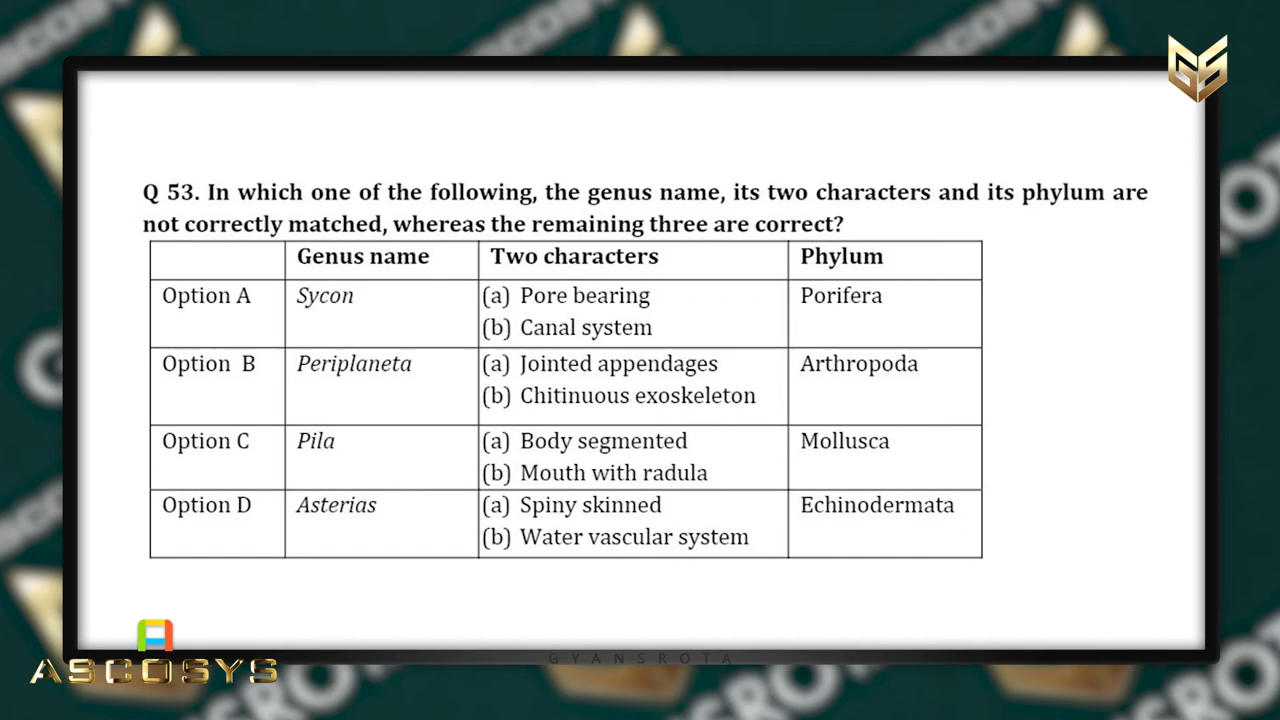 GS
Q 53. In which one of the following, the genus name, its two characters and its phylum are
not correctly matched, whereas the remaining three are correct?
Genus name Two characters Phylum
Option A Sycon (a) Pore bearing Porifera
(b) Canal system
Option B Periplaneta (a) Jointed appendages Arthropoda
(b) Chitinuous exoskeleton
Option C Pila (a) Body segmented Mollusca
(b) Mouth with radula
Option D Asterias (a) Spiny skinned Echinodermata
(b) Water vascular system
ASCOSYS
GYANSROTA